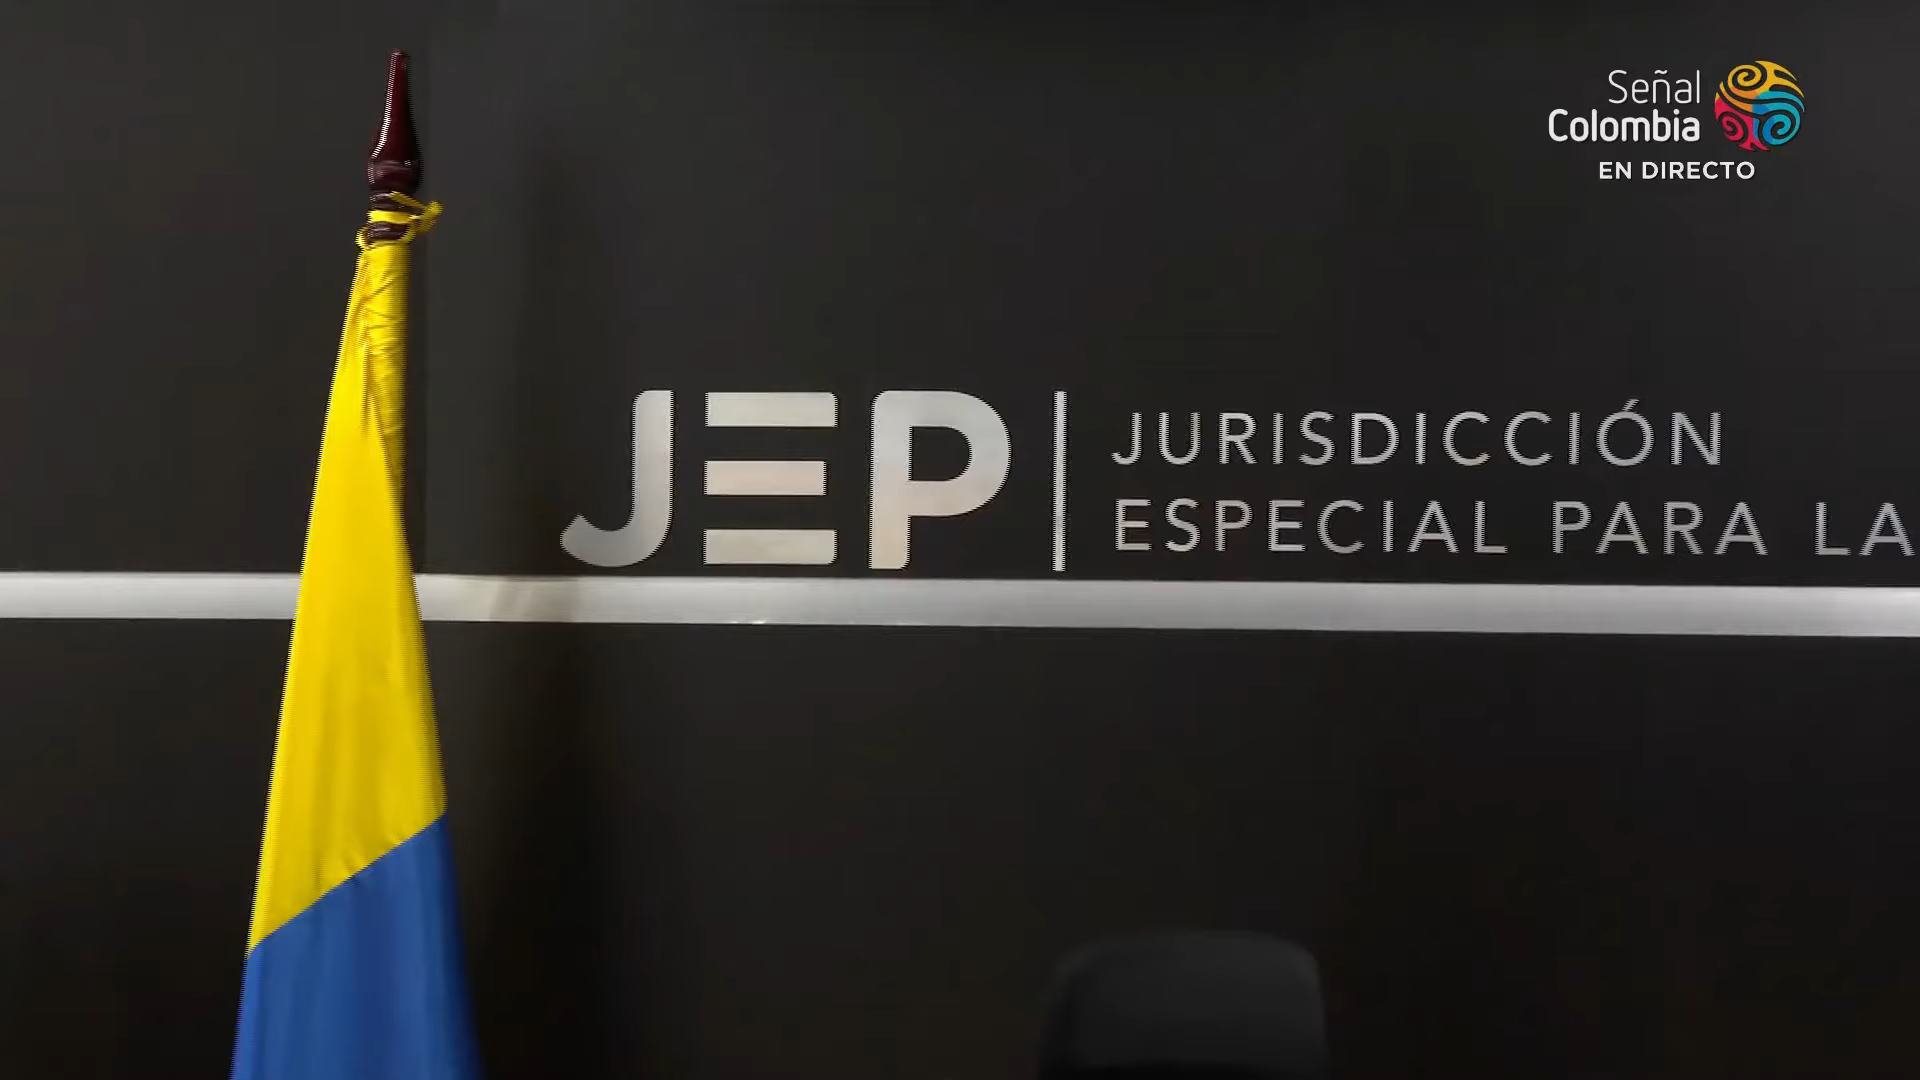 Señal
Colombia
EN DIRECTO
JEP
JURISDICCIÓN
ESPECIAL PARA LA